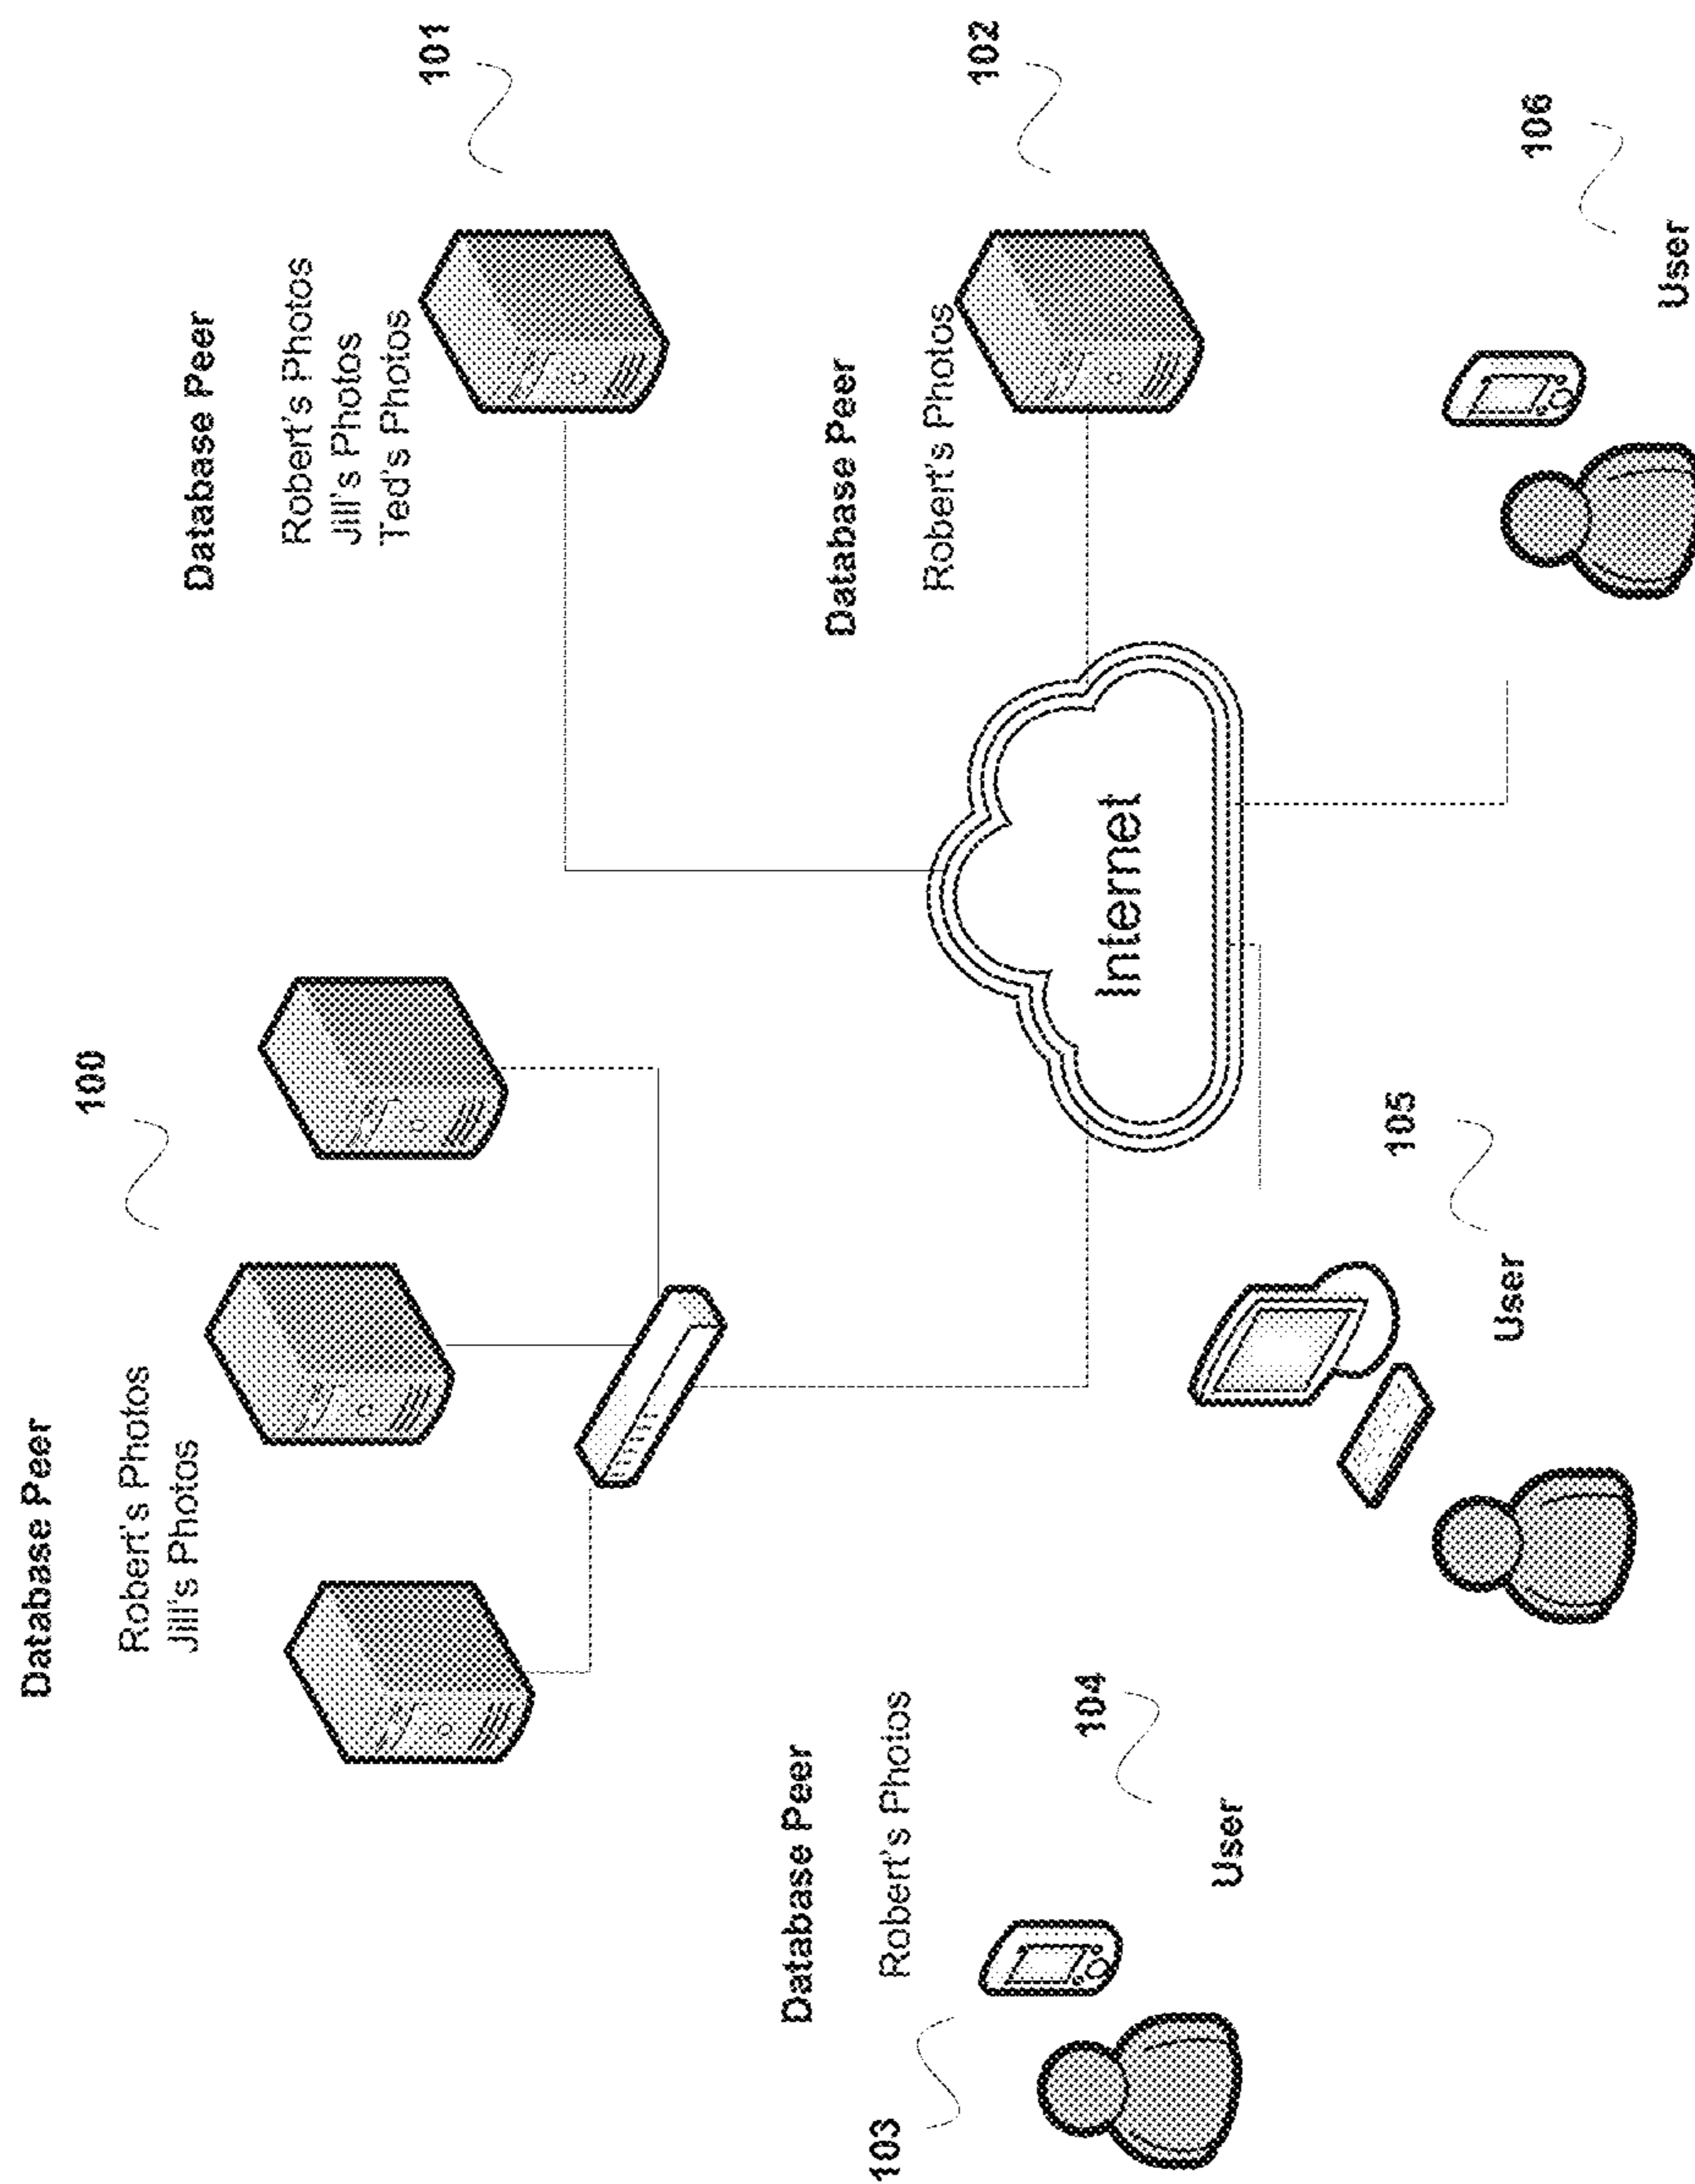 Database Peer
Robert's Photos
Jill's Photos
100
Database Peer
Robert's Photos
Jill's Photos
Ted's Photos
101
Database Peer
Robert's Photos
103
104
User
Internet
Database Peer
Robert's Photos
102
105
User
106
User